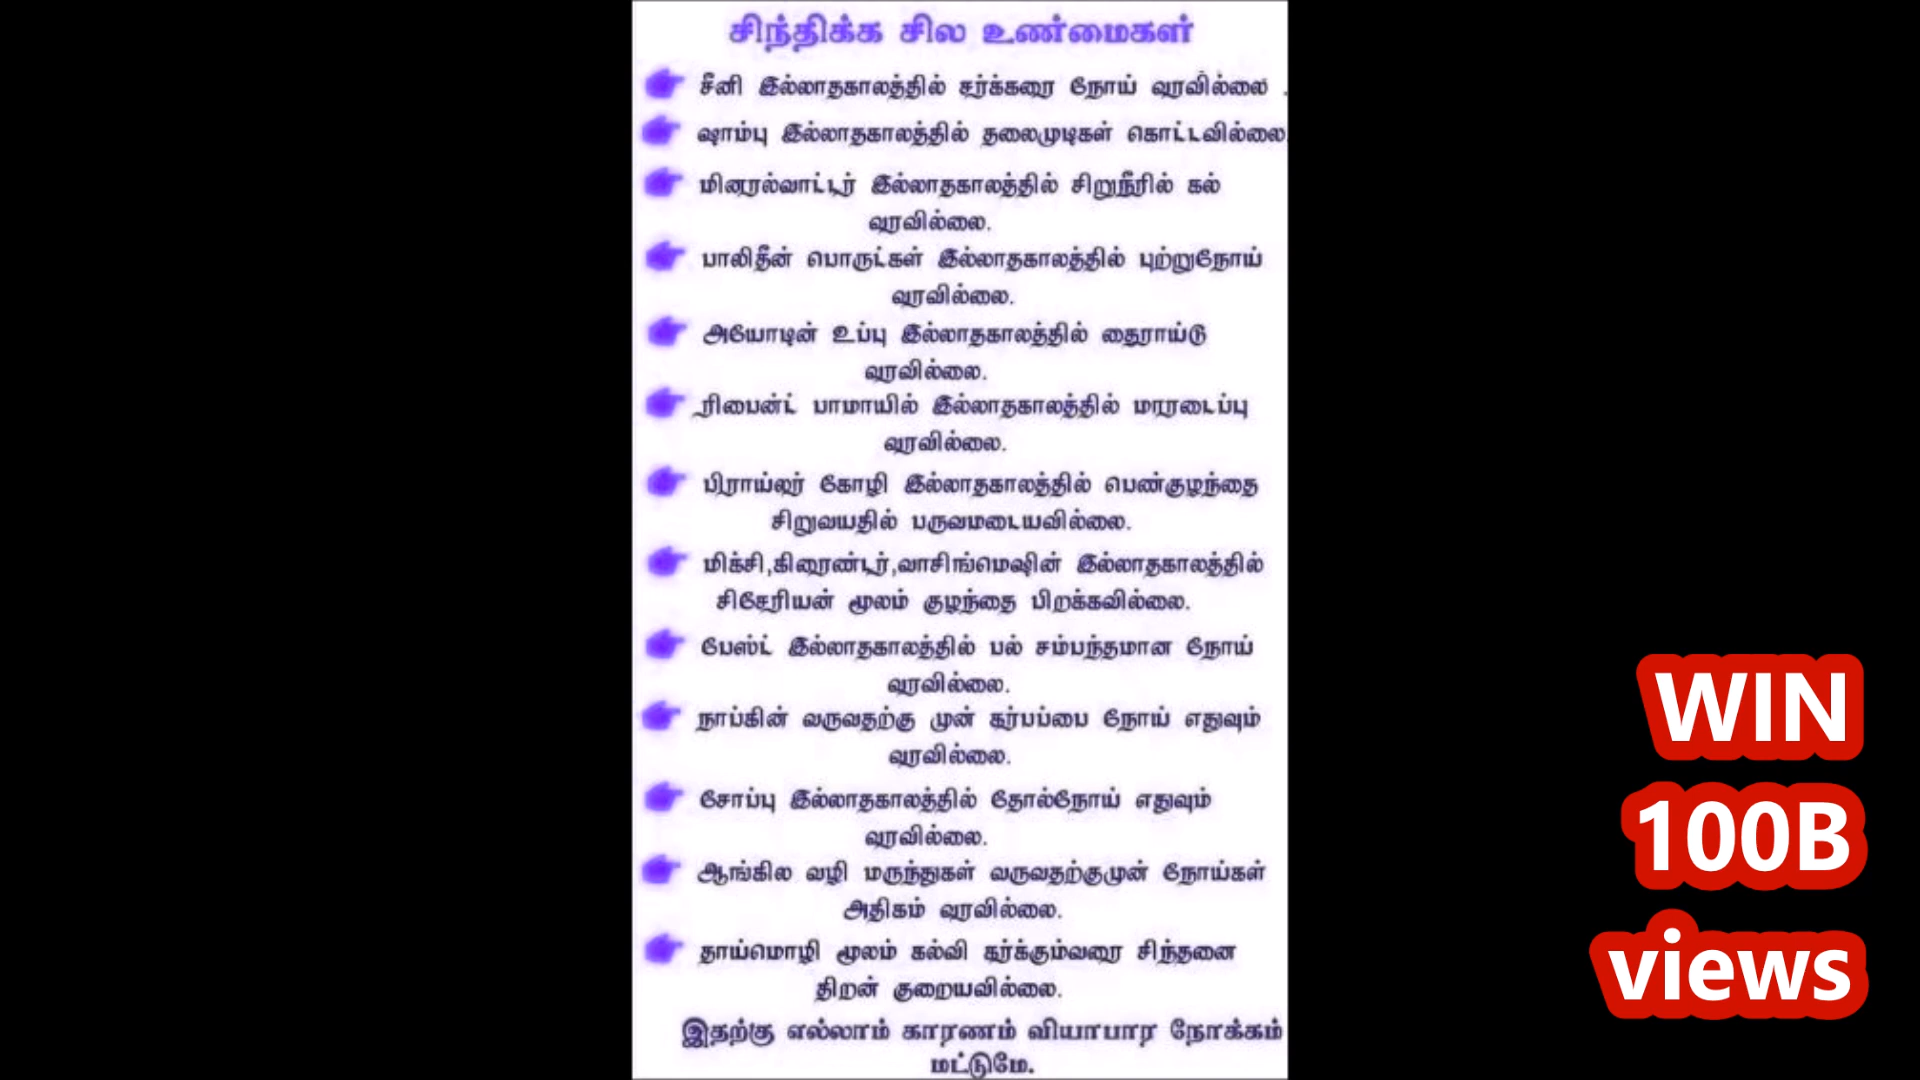 சிந்திக்க சில உண்மைகள்
சீனி இல்லாதகாலத்தில் சர்க்கரை நோய் வரவில்லை .
ஷாம்பு இல்லாதகாலத்தில் தலைமுடிகள் கொட்டவில்லை.
மினரல்வாட்டர் இல்லாதகாலத்தில் சிறுநீரில் கல்
வரவில்லை.
பாலிதீன் பொருட்கள் இல்லாதகாலத்தில் புற்றுநோய்
வரவில்லை.
அயோடின் உப்பு இல்லாதகாலத்தில் தைராய்டு
வரவில்லை.
ரிபைன்ட் பாமாயில் இல்லாதகாலத்தில் மாரடைப்பு
வரவில்லை.
பிராய்லர் கோழி இல்லாதகாலத்தில் பெண்குழந்தை
சிறுவயதில் பருவமடையவில்லை.
மிக்சி,கிரைண்டர்,வாசிங்மெஷின் இல்லாதகாலத்தில்
சிசேரியன் மூலம் குழந்தை பிறக்கவில்லை.
பேஸ்ட் இல்லாதகாலத்தில் பல் சம்பந்தமான நோய்
வரவில்லை.
நாப்கின் வருவதற்கு முன் கர்பப்பை நோய் எதுவும்
வரவில்லை.
சோப்பு இல்லாதகாலத்தில் தோல்நோய் எதுவும்
வரவில்லை.
ஆங்கில வழி மருந்துகள் வருவதற்குமுன் நோய்கள்
அதிகம் வரவில்லை.
தாய்மொழி மூலம் கல்வி கர்க்கும்வரை சிந்தனை
திறன் குறையவில்லை.
இதற்கு எல்லாம் காரணம் வியாபார நோக்கம்
மட்டுமே.
WIN
100B
views